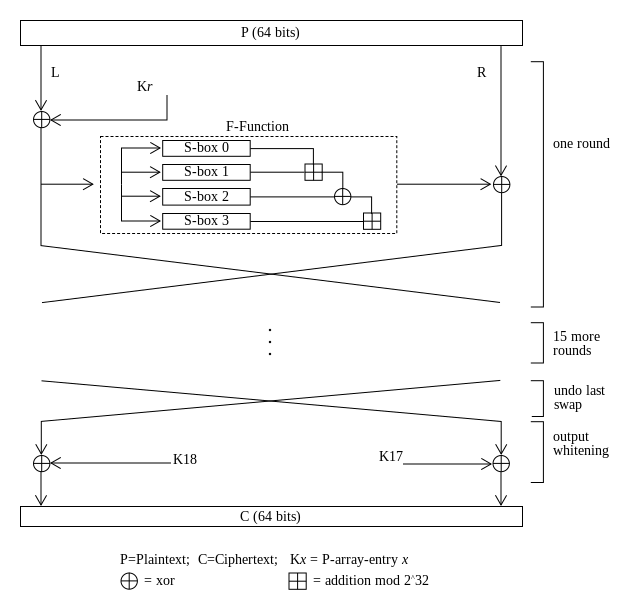 P (64 bits)
L
R
Kr
one round
F-Function
S-box 0
S-box 1
S-box 2
S-box 3
15 more
rounds
undo last
swap
output
whitening
K18
K17
C (64 bits)
P=Plaintext; C=Ciphertext; Kx = P-array-entry x
= xor
= addition mod 2^32